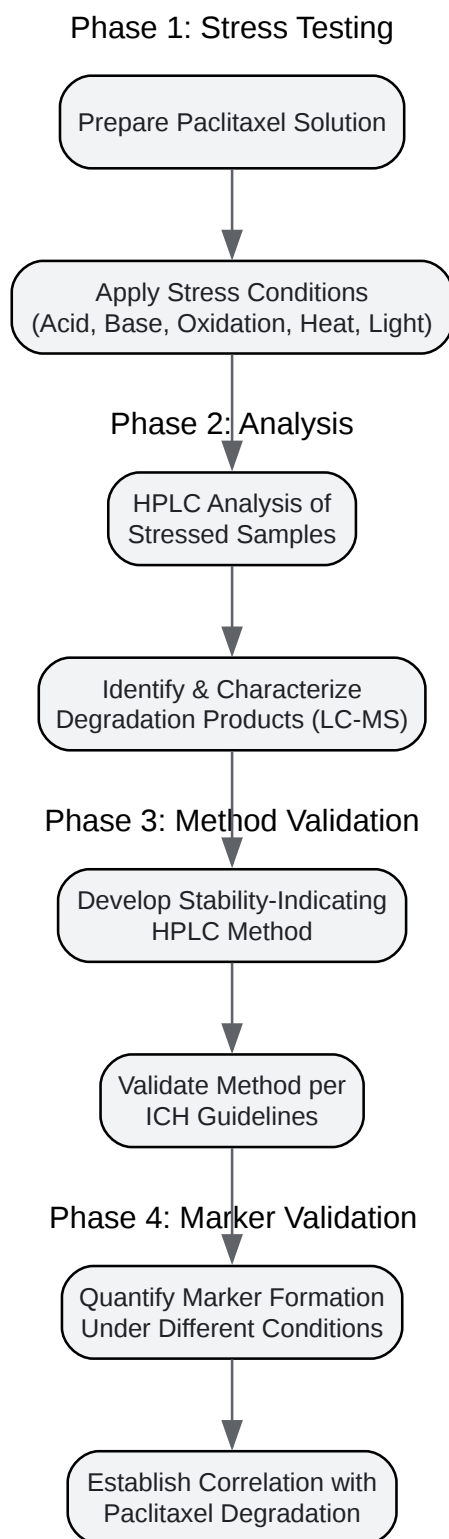 Phase 1: Stress Testing
Prepare Paclitaxel Solution
Apply Stress Conditions
(Acid, Base, Oxidation, Heat, Light)
Phase 2: Analysis
HPLC Analysis of
Stressed Samples
Identify & Characterize
Degradation Products (LC-MS)
Phase 3: Method Validation
Develop Stability-Indicating
HPLC Method
Validate Method per
ICH Guidelines
Phase 4: Marker Validation
Quantify Marker Formation
Under Different Conditions
Establish Correlation with
Paclitaxel Degradation